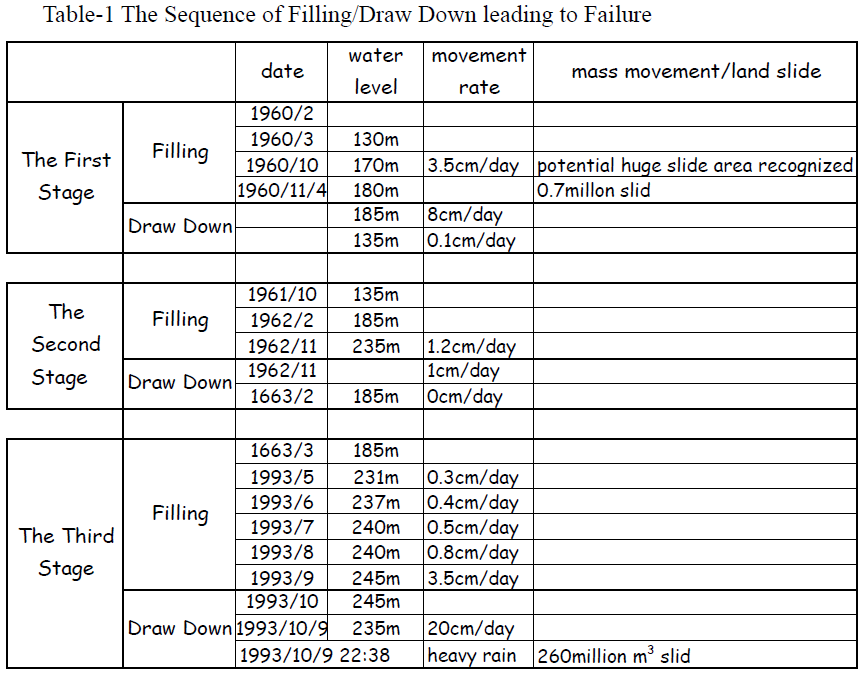 Table-1 The Sequence of Filling/Draw Down leading to Failure
date water level movement rate mass movement/land slide
The First Stage Filling 1960/2
1960/3 130m
1960/10 170m 3.5cm/day potential huge slide area recognized
1960/11/4 180m 0.7millon slid
Draw Down 185m 8cm/day
135m 0.1cm/day
The Second Stage Filling 1961/10 135m
1962/2 185m
1962/11 235m 1.2cm/day
Draw Down 1962/11 1cm/day
1663/2 185m 0cm/day
The Third Stage Filling 1663/3 185m
1993/5 231m 0.3cm/day
1993/6 237m 0.4cm/day
1993/7 240m 0.5cm/day
1993/8 240m 0.8cm/day
1993/9 245m 3.5cm/day
Draw Down 1993/10 245m
1993/10/9 235m 20cm/day
1993/10/9 22:38 heavy rain 260million m³ slid